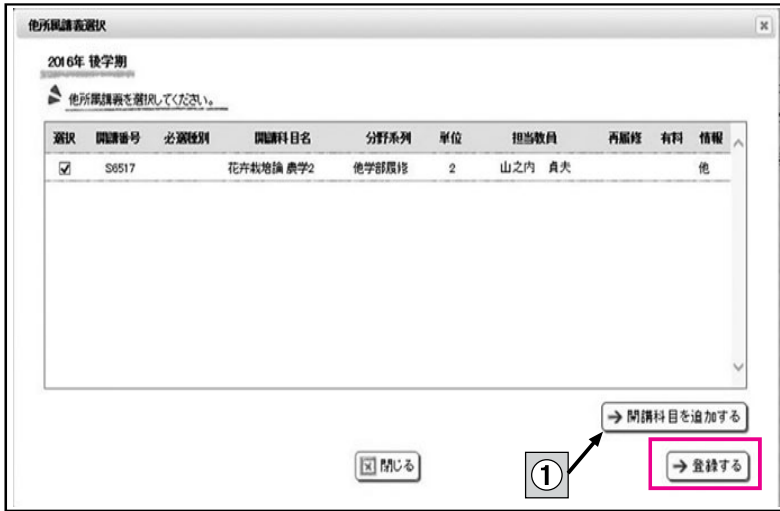 他所属講義選択
2016年 後学期
他所属講義を選択してください。
選択 開講番号 必選種別 開講科目名 分野系列 単位 担当教員 再履修 有料 情報
S6517 花卉栽培論 農学2 他学部履修 2 山之内 貞夫 他
→ 開講科目を追加する
閉じる ① → 登録する